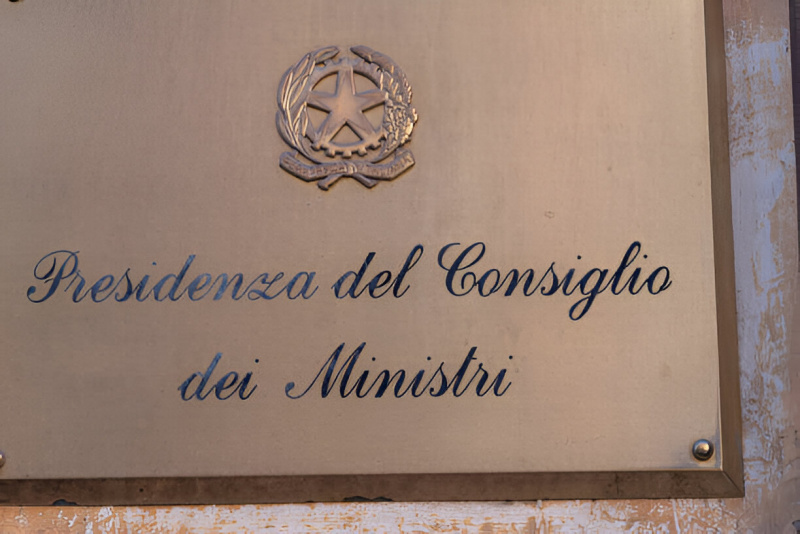 Presidenza del Consiglio
dei Ministri